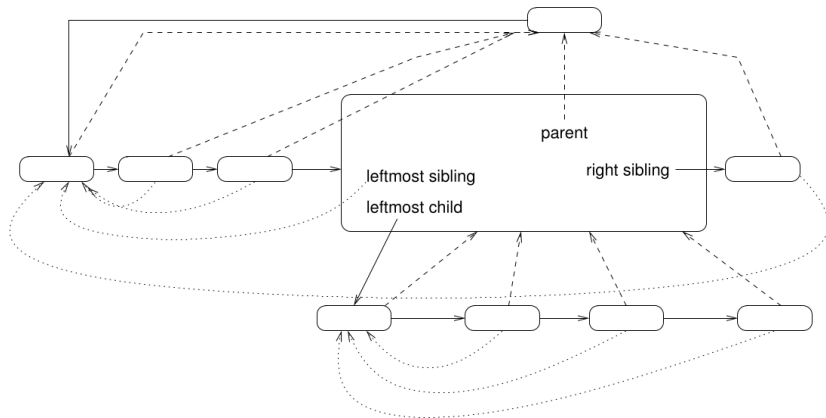 parent
right sibling
leftmost sibling
leftmost child